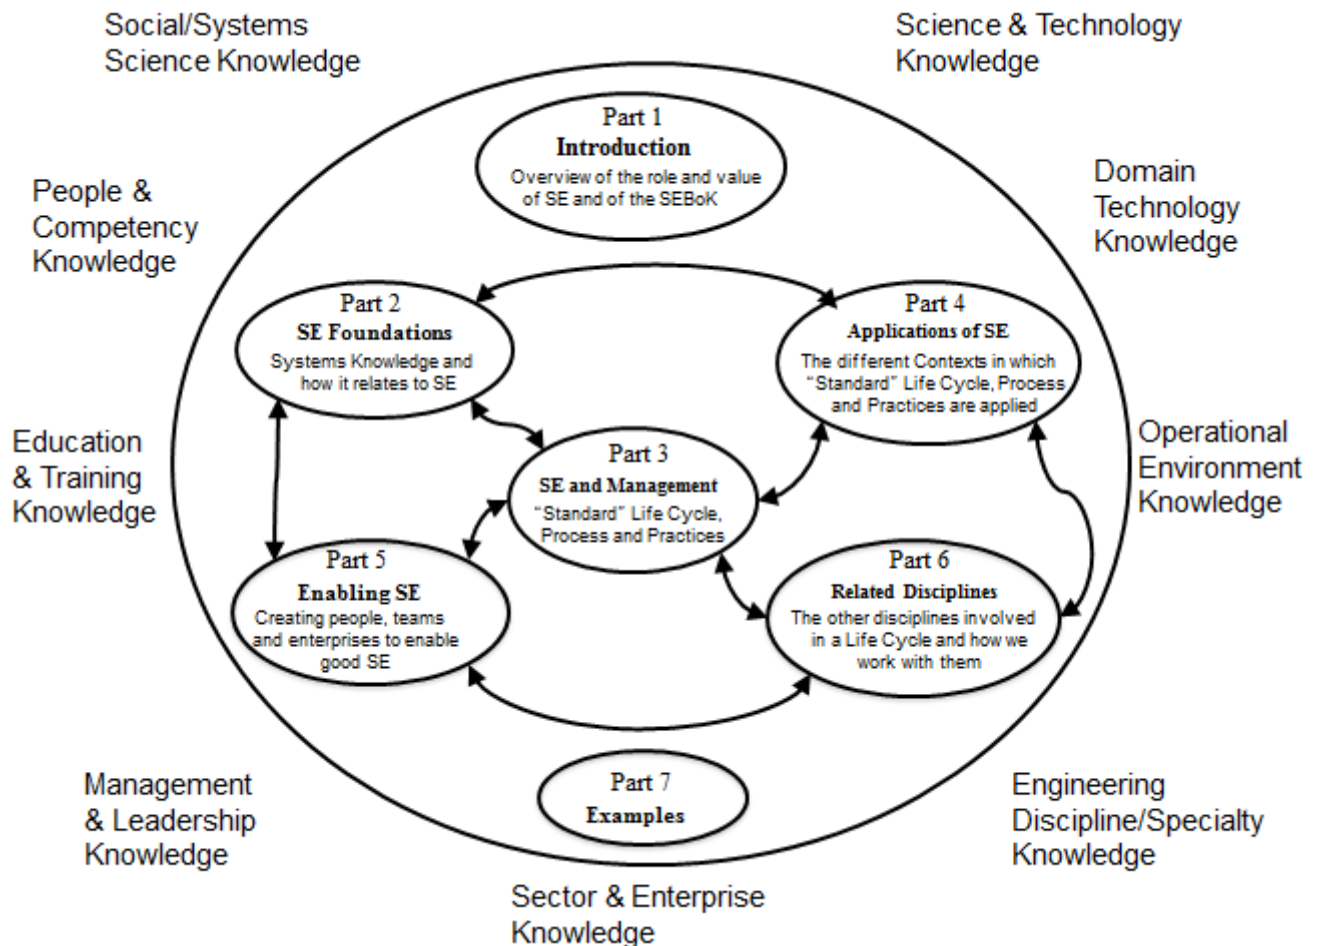 Social/Systems
Science Knowledge
Science & Technology
Knowledge
Part 1
Introduction
Overview of the role and value
of SE and of the SEBoK
People &
Competency
Knowledge
Domain
Technology
Knowledge
Part 2
SE Foundations
Systems Knowledge and
how it relates to SE
Part 4
Applications of SE
The different Contexts in which
“Standard” Life Cycle, Process
and Practices are applied
Education
& Training
Knowledge
Part 3
SE and Management
“Standard” Life Cycle,
Process and Practices
Operational
Environment
Knowledge
Part 5
Enabling SE
Creating people, teams
and enterprises to enable
good SE
Part 6
Related Disciplines
The other disciplines involved
in a Life Cycle and how we
work with them
Management
& Leadership
Knowledge
Part 7
Examples
Engineering
Discipline/Specialty
Knowledge
Sector & Enterprise
Knowledge